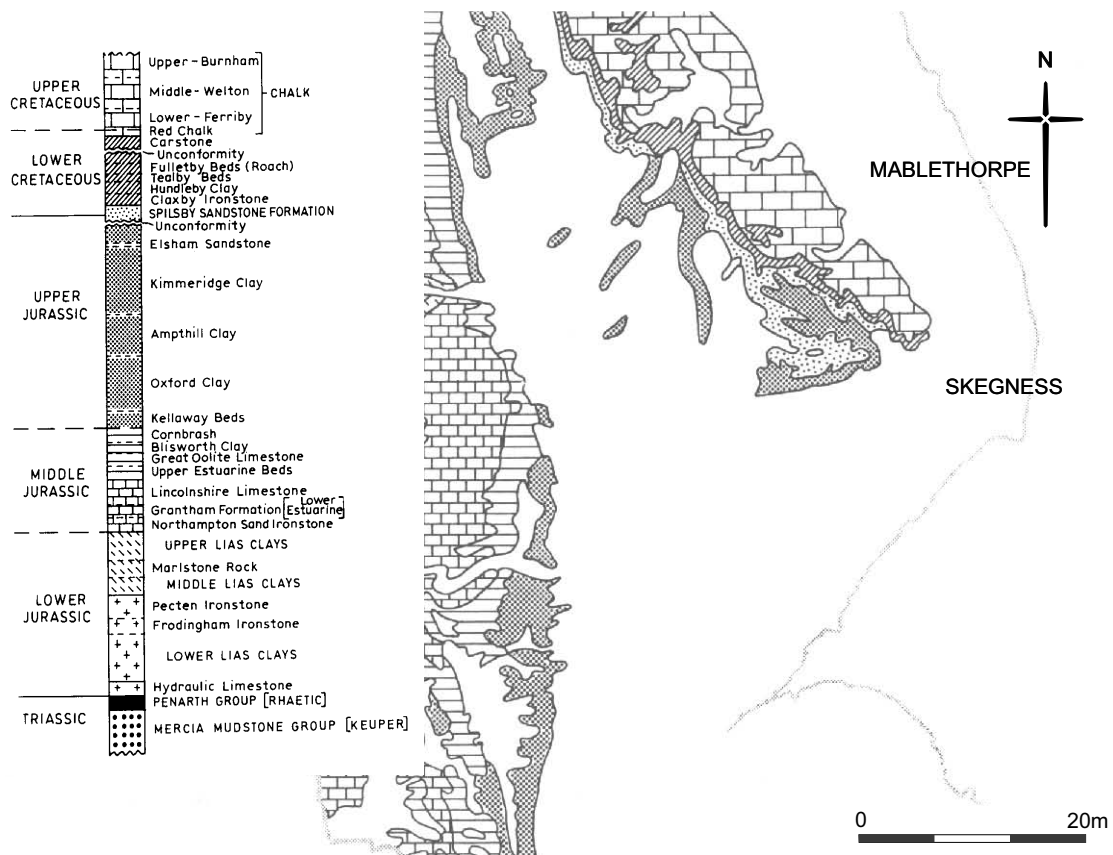 UPPER
CRETACEOUS
Upper-Burnham
Middle-Welton
CHALK
Lower-Ferriby
Red Chalk
LOWER
CRETACEOUS
Carstone
Unconformity
Fulletby Beds (Roach)
Tealby Beds
Hundleby Clay
Claxby Ironstone
SPILSBY SANDSTONE FORMATION
Unconformity
UPPER
JURASSIC
Elsham Sandstone
Kimmeridge Clay
Ampthill Clay
Oxford Clay
Kellaway Beds
MIDDLE
JURASSIC
Cornbrash
Blisworth Clay
Great Oolite Limestone
Upper Estuarine Beds
Lincolnshire Limestone
Grantham Formation [Lower Estuarine]
Northampton Sand Ironstone
LOWER
JURASSIC
UPPER LIAS CLAYS
Marlstone Rock
MIDDLE LIAS CLAYS
Pecten Ironstone
Frodingham Ironstone
LOWER LIAS CLAYS
Hydraulic Limestone
TRIASSIC
PENARTH GROUP [RHAETIC]
MERCIA MUDSTONE GROUP [KEUPER]
N
MABLETHORPE
SKEGNESS
0 20m